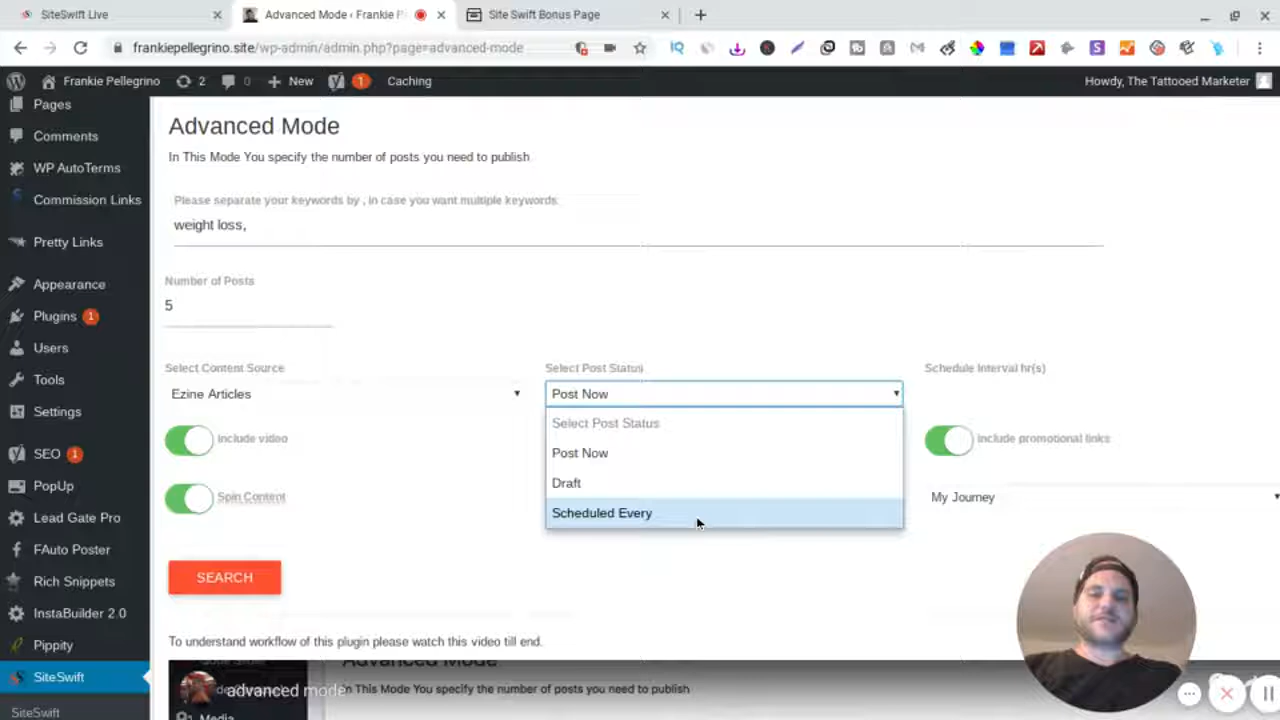 SiteSwift Live
Advanced Mode ‹ Frankie P
Site Swift Bonus Page
frankiepellegrino.site/wp-admin/admin.php?page=advanced-mode
Frankie Pellegrino
2
0
New
1
Caching
Howdy, The Tattooed Marketer
Pages
Comments
WP AutoTerms
Commission Links
Pretty Links
Appearance
Plugins 1
Users
Tools
Settings
SEO 1
PopUp
Lead Gate Pro
FAuto Poster
Rich Snippets
InstaBuilder 2.0
Pippity
SiteSwift
SiteSwift
Advanced Mode
In This Mode You specify the number of posts you need to publish
Please separate your keywords by , in case you want multiple keywords.
weight loss,
Number of Posts
5
Select Content Source
Ezine Articles
Select Post Status
Post Now
Select Post Status
Post Now
Draft
Scheduled Every
Schedule Interval hr(s)
Include video
Include promotional links
Spin Content
My Journey
SEARCH
To understand workflow of this plugin please watch this video till end.
Advanced Mode
advanced mode
In This Mode You specify the number of posts you need to publish
Media